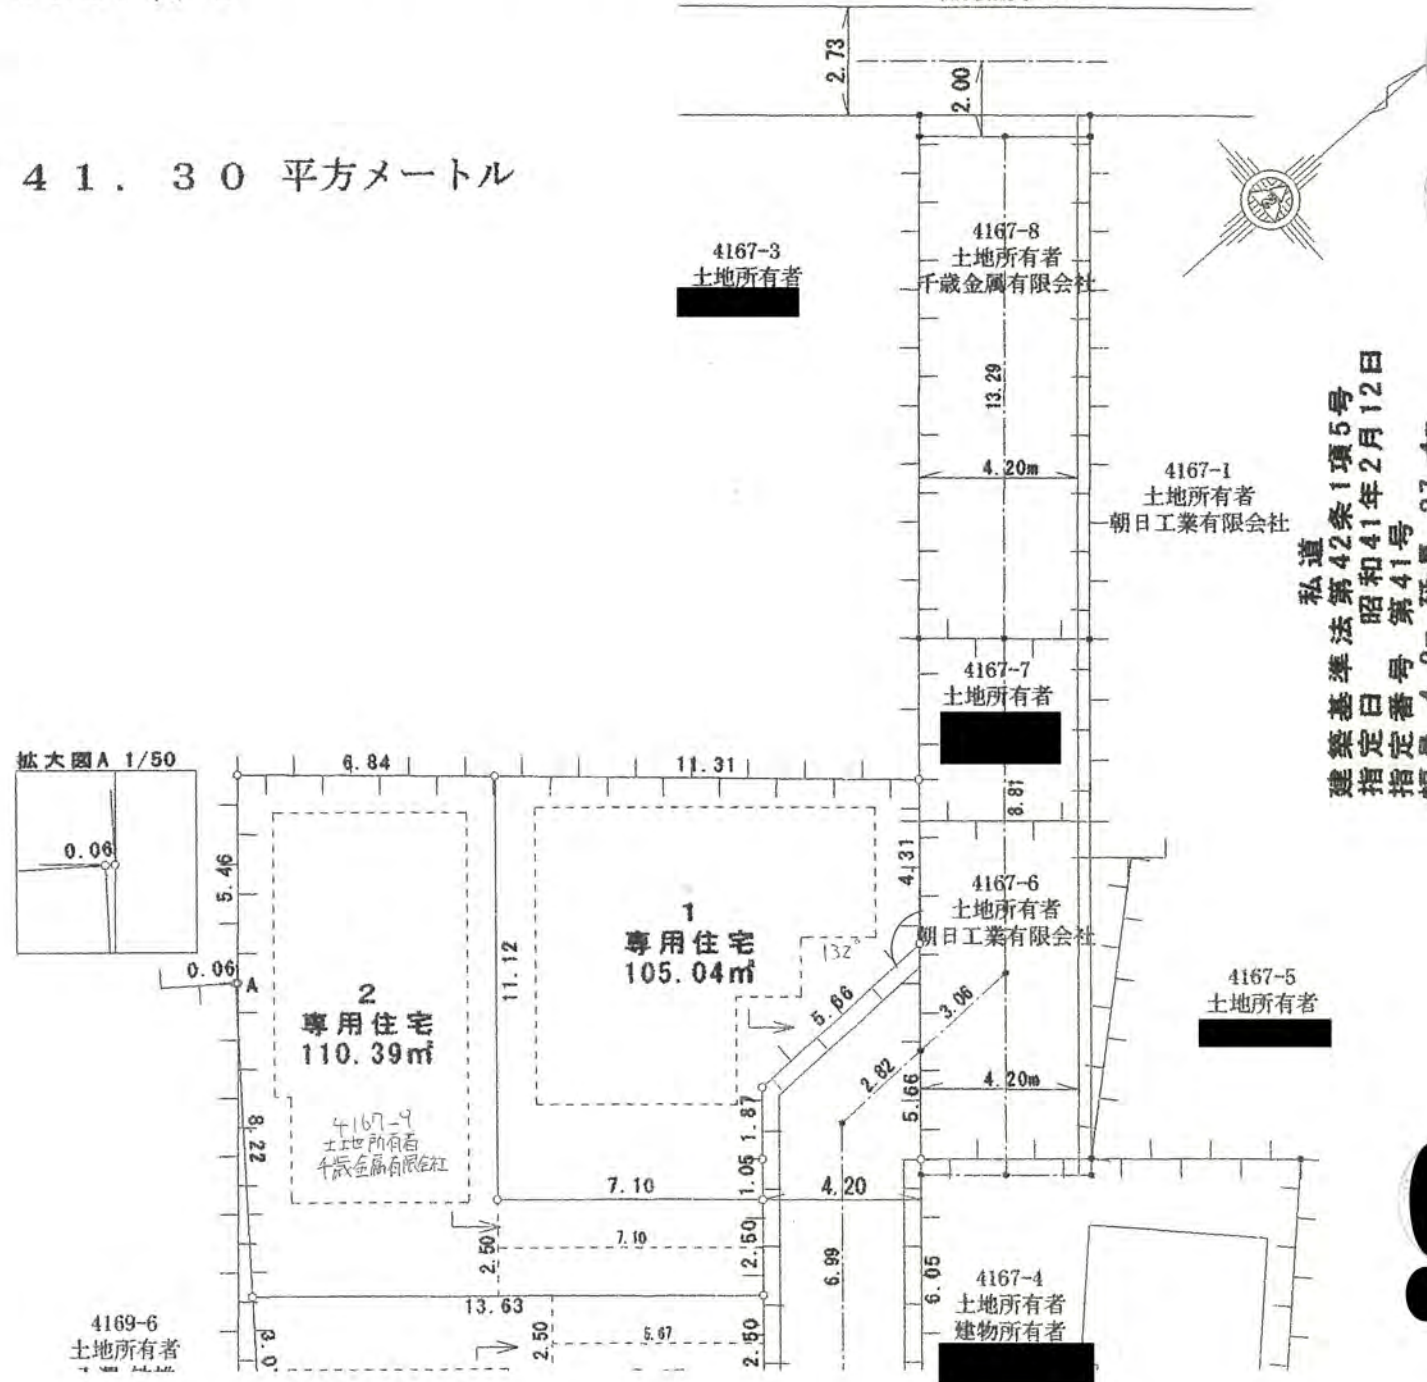 2.73
2.00
41.30 平方メートル
4167-3
土地所有者
4167-8
土地所有者
千歳金属有限会社
13.29
4.20m
4167-1
土地所有者
朝日工業有限会社
私道
建築基準法第42条1項5号
指定日 昭和41年2月12日
指定番号 第41号
4167-7
土地所有者
拡大図A 1/50
0.06
6.84
11.31
8.87
5.46
4.31
4167-6
土地所有者
朝日工業有限会社
1
専用住宅
105.04㎡
132°
11.12
0.06
A
2
専用住宅
110.39㎡
5.66
3.06
4167-5
土地所有者
2.82
5.66
4.20m
8.22
4167-9
土地所有者
千歳金属有限会社
1.87
1.05
7.10
4.20
2.50
7.10
2.50
6.99
6.05
4167-4
土地所有者
建物所有者
13.63
4169-6
土地所有者
2.50
5.67
2.50